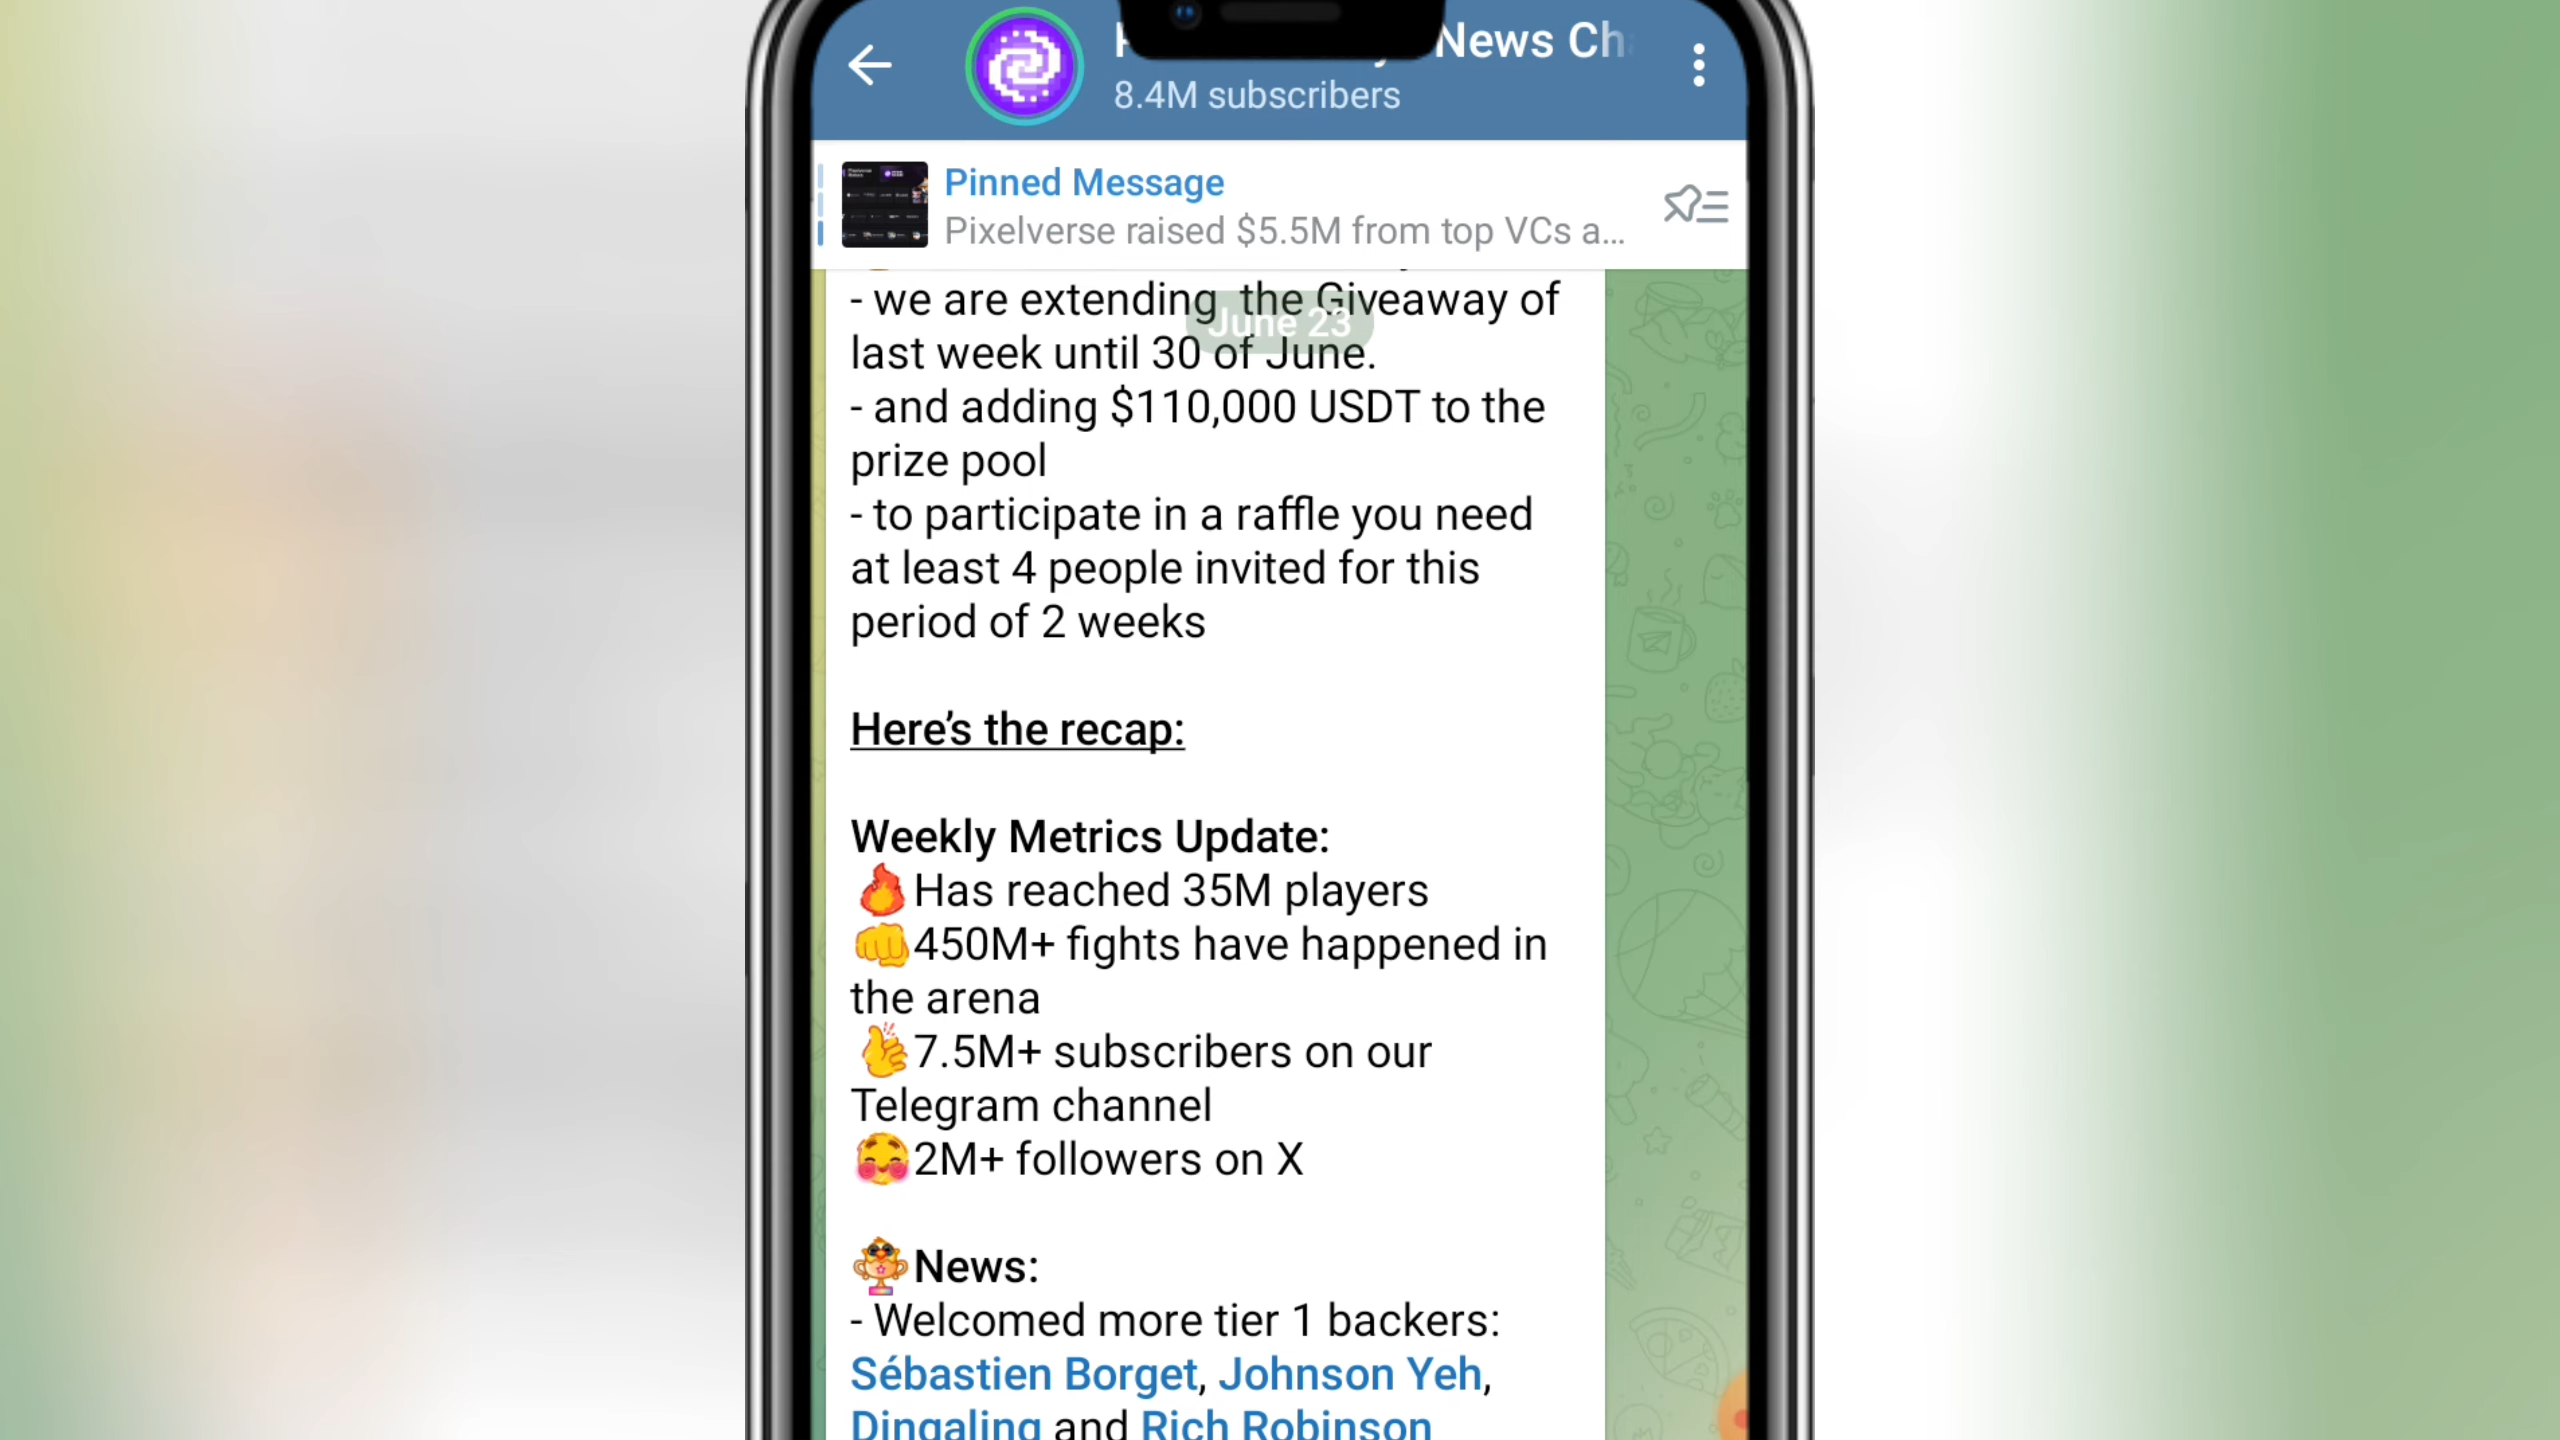 News Ch
8.4M subscribers
Pinned Message
Pixelverse raised $5.5M from top VCs a...
- we are extending the Giveaway of
June 23
last week until 30 of June.
- and adding $110,000 USDT to the
prize pool
- to participate in a raffle you need
at least 4 people invited for this
period of 2 weeks
Here's the recap:
Weekly Metrics Update:
🔥Has reached 35M players
👊450M+ fights have happened in
the arena
👍7.5M+ subscribers on our
Telegram channel
🥰2M+ followers on X
🏆News:
- Welcomed more tier 1 backers:
Sébastien Borget, Johnson Yeh,
Dingaling and Rich Robinson